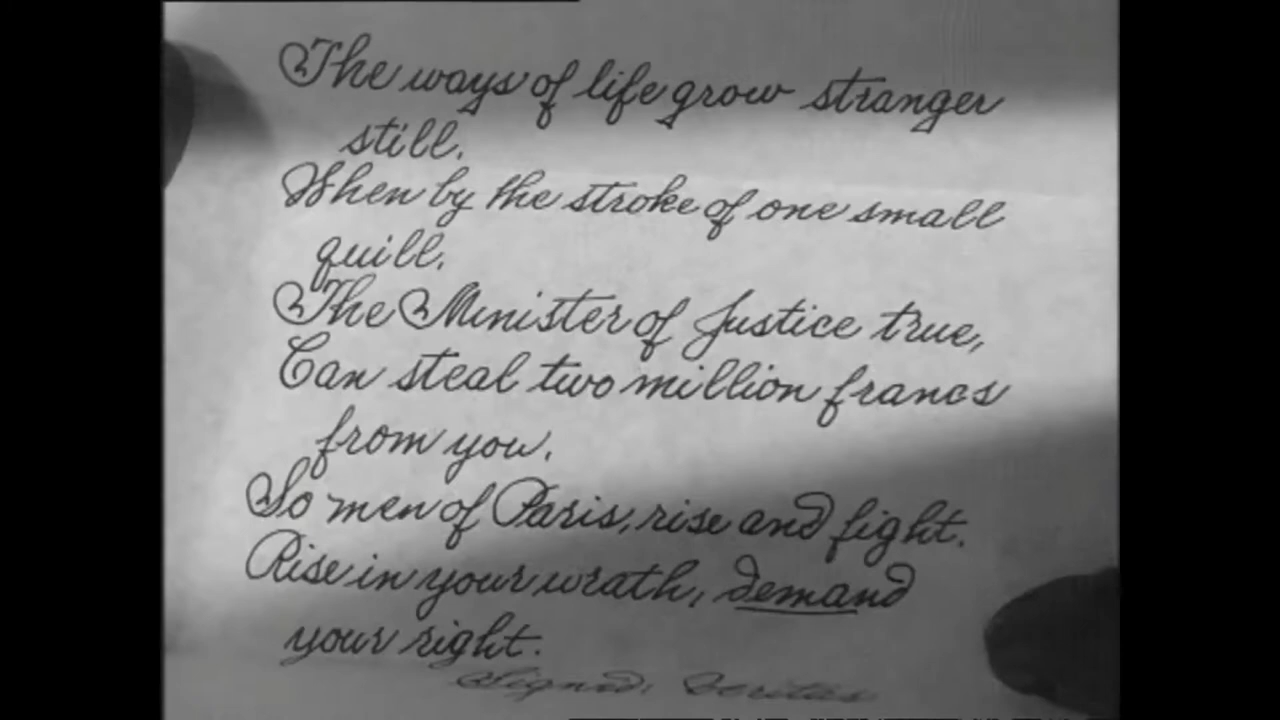 The ways of life grow stranger
still.
When by the stroke of one small
quill.
The Minister of Justice true,
Can steal two million francs
from you.
So men of Paris, rise and fight.
Rise in your wrath, demand
your right.
Signed: Veritas